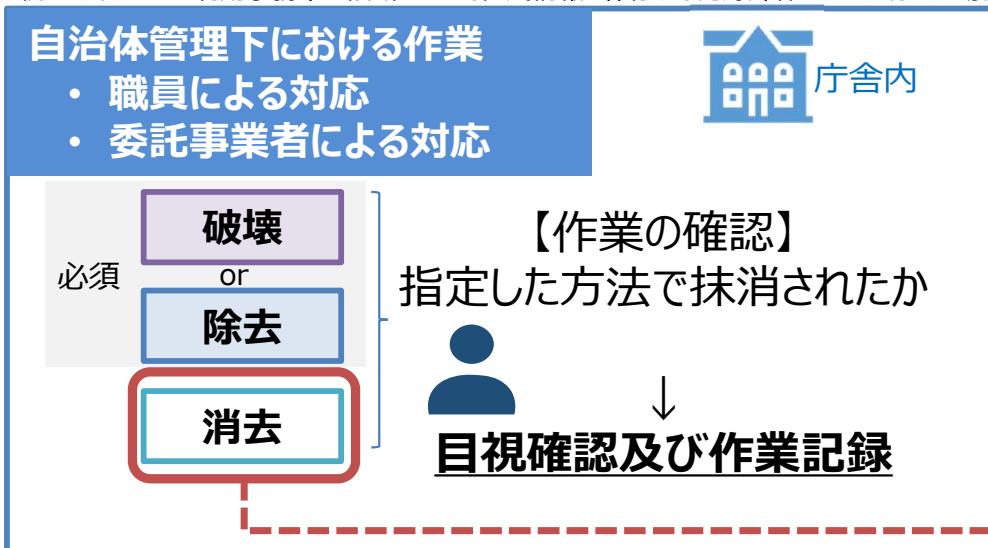 自治体管理下における作業
• 職員による対応
• 委託事業者による対応
庁舎内
破壊
必須
or
除去
消去
【作業の確認】
指定した方法で抹消されたか
↓
目視確認及び作業記録